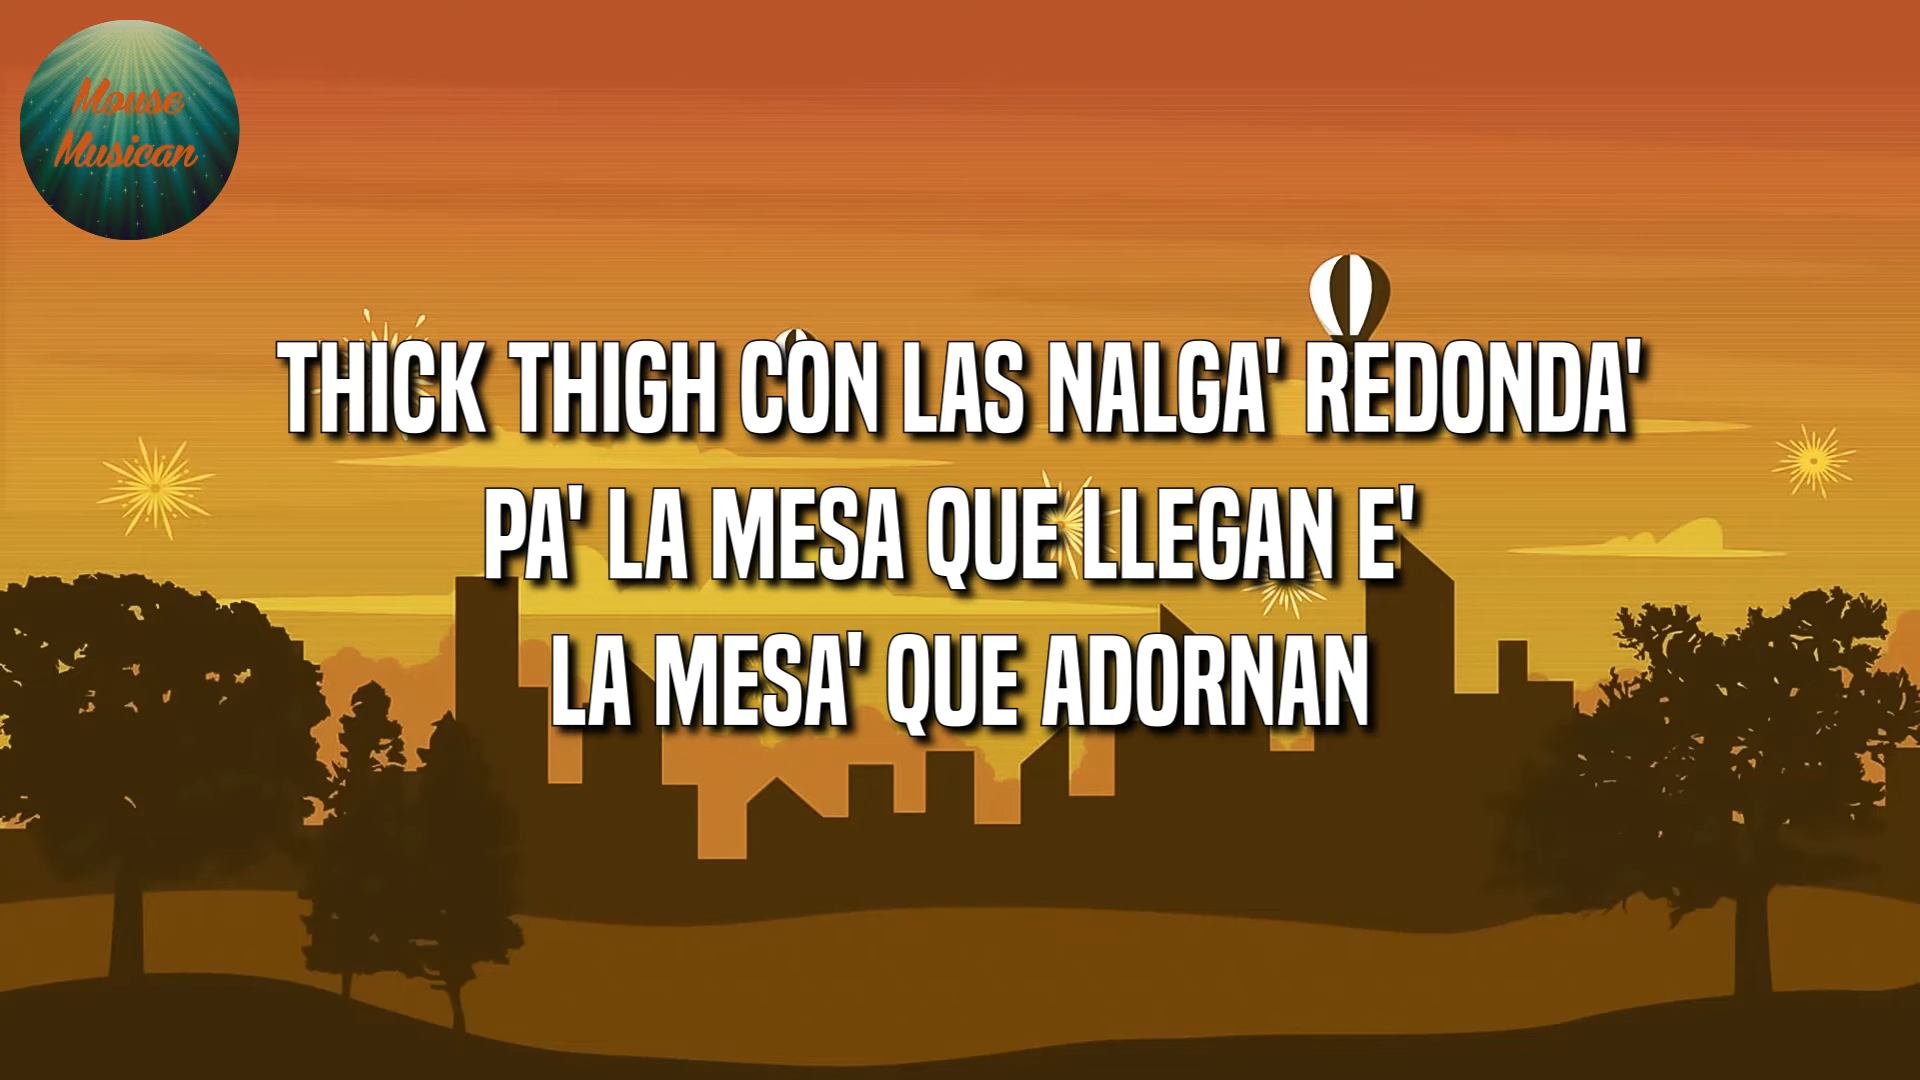 Mouse
Musican
THICK THIGH CON LAS NALGA' REDONDA'
PA' LA MESA QUE LLEGAN E'
LA MESA' QUE ADORNAN